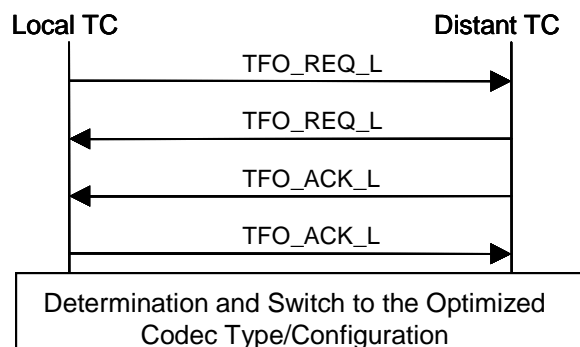 Local TC
Distant TC
TFO_REQ_L
TFO_REQ_L
TFO_ACK_L
TFO_ACK_L
Determination and Switch to the Optimized
Codec Type/Configuration